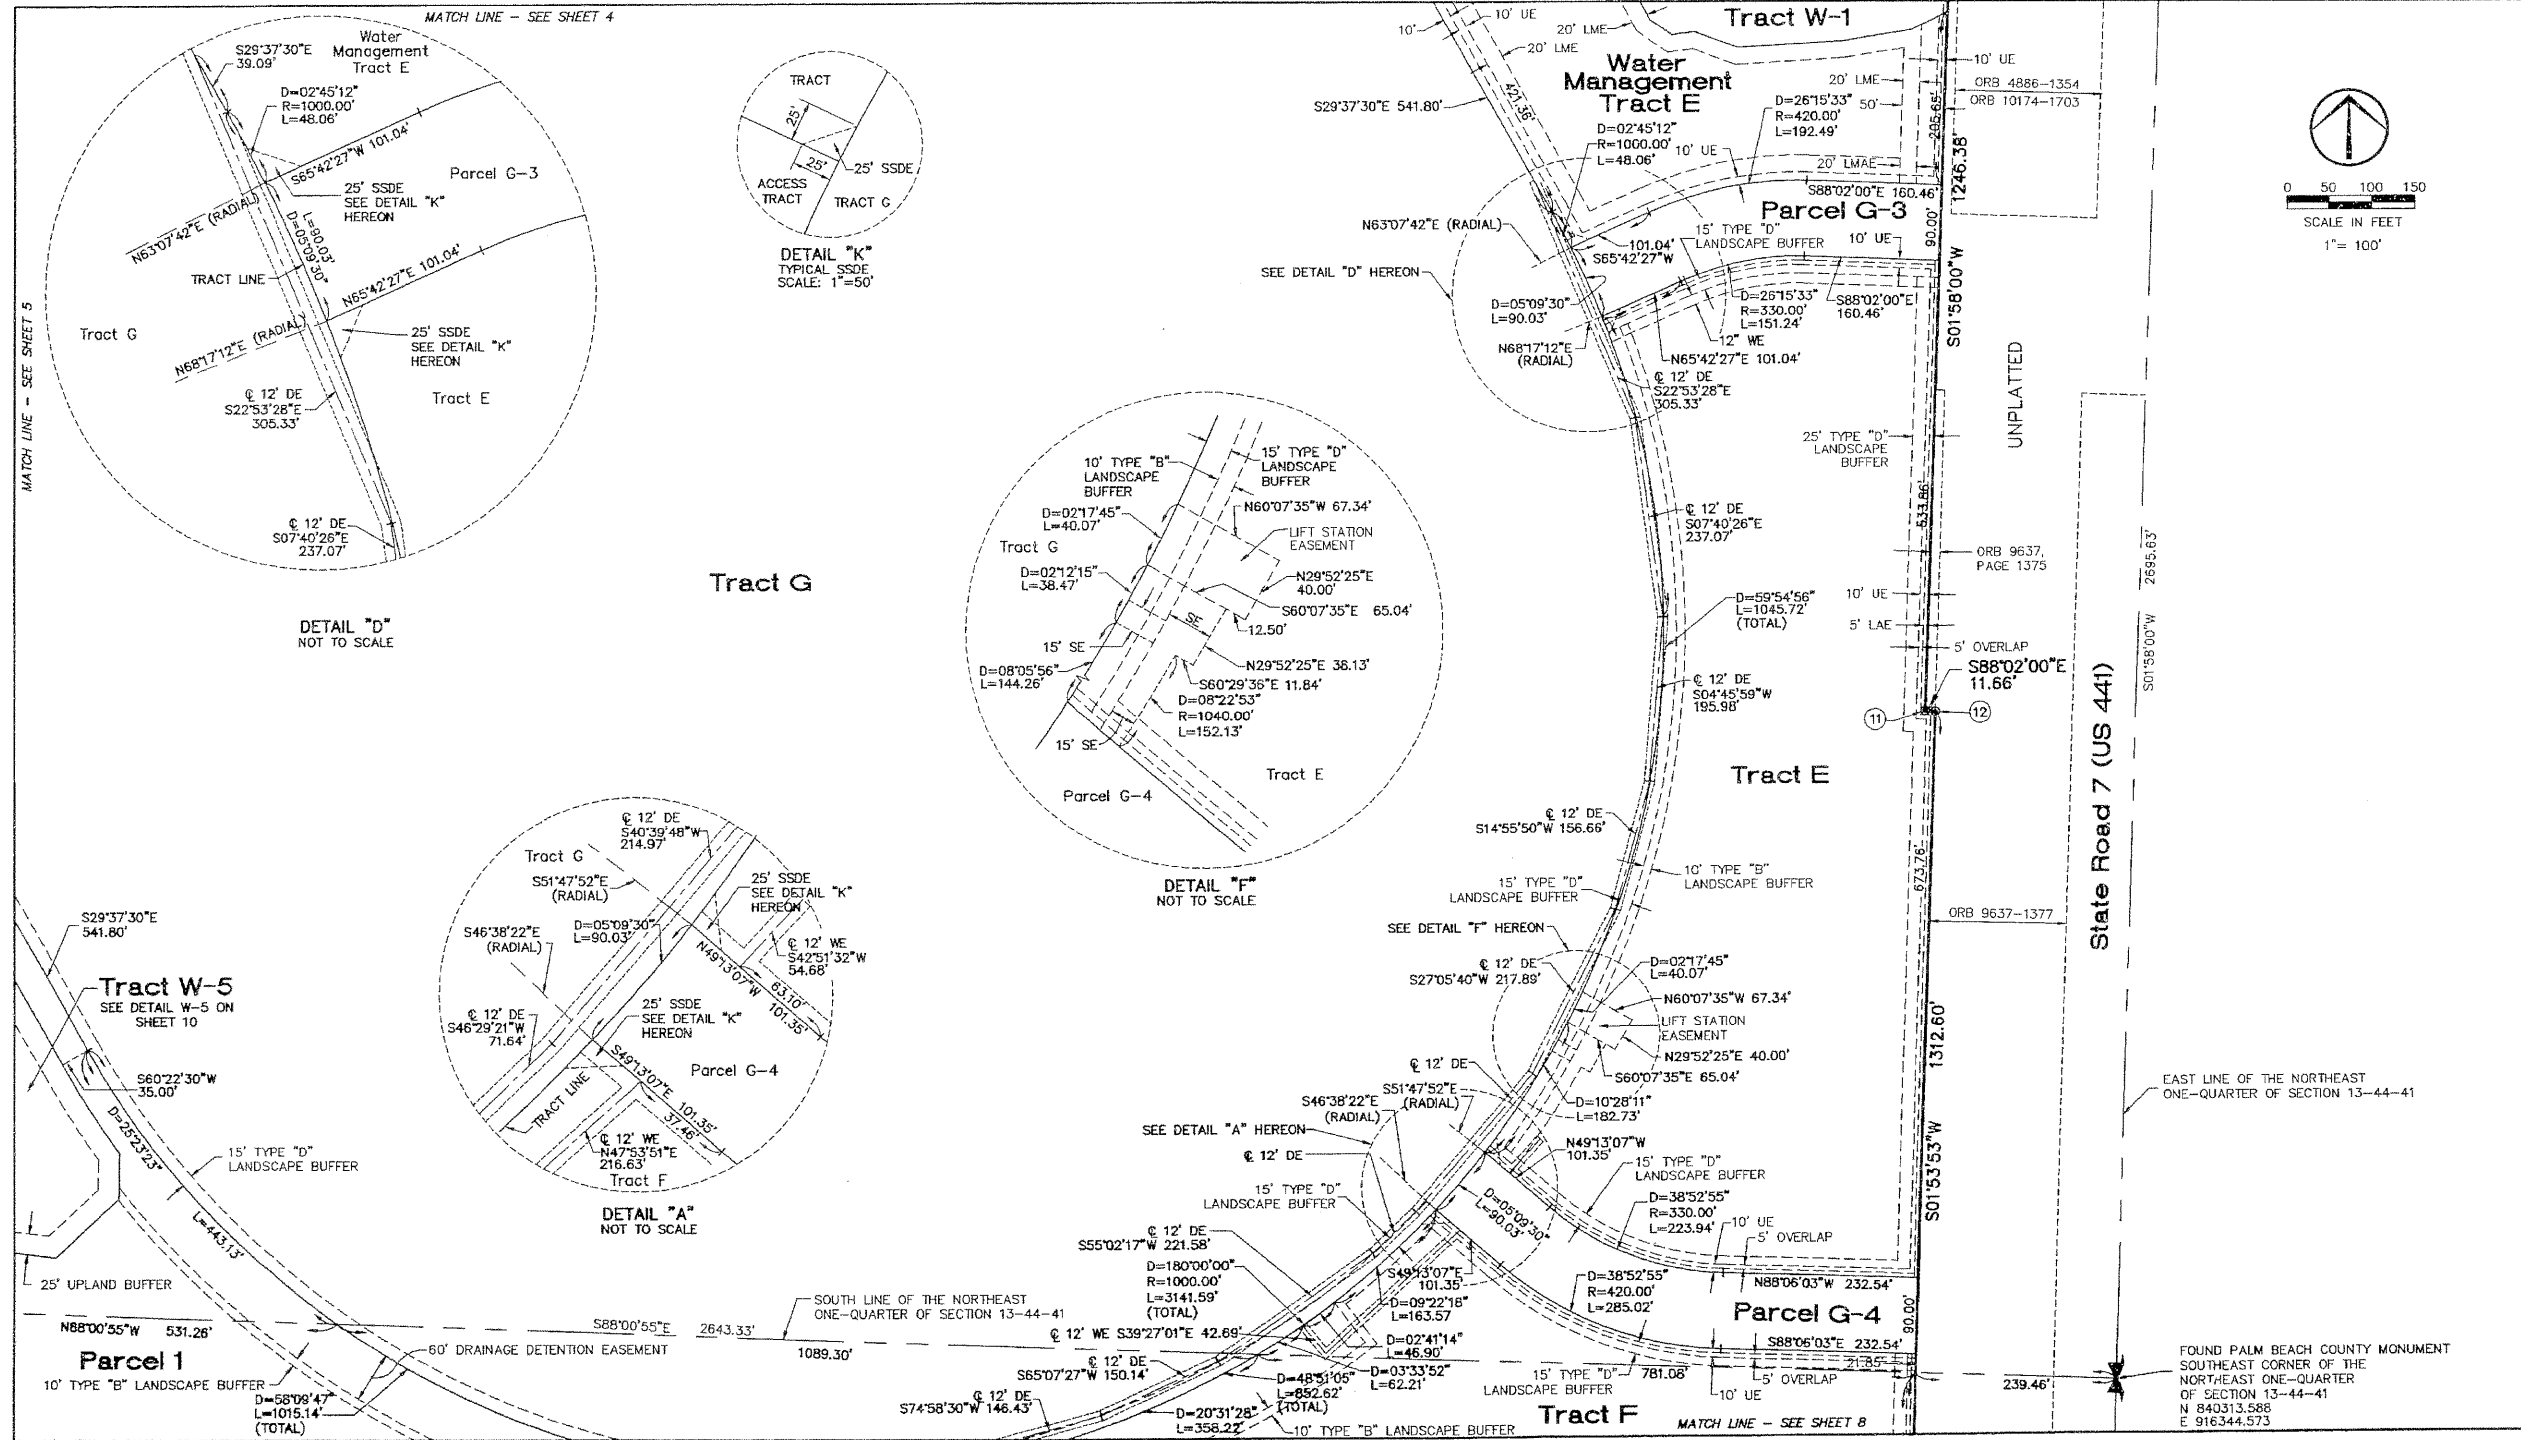 MATCH LINE - SEE SHEET 4
MATCH LINE - SEE SHEET 5
S29°37'30"E
39.09'
Water
Management
Tract E
D=02°45'12"
R=1000.00'
L=48.06'
S65°42'27"W 101.04'
Parcel G-3
25' SSDE
SEE DETAIL "K"
HEREON
N63°07'42"E (RADIAL)
L=90.03'
D=05°09'30"
TRACT LINE
N65°42'27"E 101.04'
Tract G
N68°17'12"E (RADIAL)
25' SSDE
SEE DETAIL "K"
HEREON
℄ 12' DE
S22°53'28"E
305.33'
Tract E
℄ 12' DE
S07°40'26"E
237.07'
DETAIL "D"
NOT TO SCALE
TRACT
25'
25'
25' SSDE
ACCESS
TRACT
TRACT G
DETAIL "K"
TYPICAL SSDE
SCALE: 1"=50'
Tract G
10' TYPE "B"
LANDSCAPE
BUFFER
15' TYPE "D"
LANDSCAPE
BUFFER
D=02°17'45"
L=40.07'
N60°07'35"W 67.34'
LIFT STATION
EASEMENT
Tract G
D=02°12'15"
L=38.47'
N29°52'25"E
40.00'
S60°07'35"E 65.04'
12.50'
SE
15' SE
N29°52'25"E 38.13'
D=08°05'56"
L=144.26'
S60°29'36"E 11.84'
D=08°22'53"
R=1040.00'
L=152.13'
15' SE
Tract E
Parcel G-4
DETAIL "F"
NOT TO SCALE
℄ 12' DE
S40°39'48"W
214.97'
Tract G
S51°47'52"E
(RADIAL)
25' SSDE
SEE DETAIL "K"
HEREON
S46°38'22"E
(RADIAL)
D=05°09'30"
L=90.03'
℄ 12' WE
S42°51'32"W
54.68'
N49°13'07"W
63.10'
101.35'
25' SSDE
SEE DETAIL "K"
HEREON
℄ 12' DE
S46°29'21"W
71.64'
S49°13'07"E 101.35'
37.46'
Parcel G-4
TRACT LINE
℄ 12' WE
N47°53'51"E
216.63'
Tract F
DETAIL "A"
NOT TO SCALE
S29°37'30"E
541.80'
Tract W-5
SEE DETAIL W-5 ON
SHEET 10
S60°22'30"W
35.00'
D=25°23'23"
L=443.13'
15' TYPE "D"
LANDSCAPE BUFFER
25' UPLAND BUFFER
N88°00'55"W 531.26'
S88°00'55"E 2643.33'
SOUTH LINE OF THE NORTHEAST
ONE-QUARTER OF SECTION 13-44-41
1089.30'
60' DRAINAGE DETENTION EASEMENT
Parcel 1
10' TYPE "B" LANDSCAPE BUFFER
D=58°09'47"
L=1015.14'
(TOTAL)
10'
10' UE
20' LME
20' LME
Tract W-1
Water
Management
Tract E
S29°37'30"E 541.80'
421.36'
20' LME
50'
10' UE
ORB 4886-1354
ORB 10174-1703
D=26°15'33"
R=420.00'
L=192.49'
D=02°45'12"
R=1000.00'
L=48.06'
10' UE
20' LMAE
1246.38'
S01°58'00"W
S88°02'00"E 160.46'
Parcel G-3
N63°07'42"E (RADIAL)
101.04'
S65°42'27"W
15' TYPE "D"
LANDSCAPE BUFFER
10' UE
90.00'
SEE DETAIL "D" HEREON
D=05°09'30"
L=90.03'
D=26°15'33"
R=330.00'
L=151.24'
S88°02'00"E
160.46'
12" WE
N68°17'12"E
(RADIAL)
N65°42'27"E 101.04'
℄ 12' DE
S22°53'28"E
305.33'
25' TYPE "D"
LANDSCAPE
BUFFER
UNPLATTED
℄ 12' DE
S07°40'26"E
237.07'
533.86'
ORB 9637,
PAGE 1375
D=59°54'56"
L=1045.72'
(TOTAL)
10' UE
5' LAE
5' OVERLAP
S88°02'00"E
11.66'
℄ 12' DE
S04°45'59"W
195.98'
11
12
Tract E
State Road 7 (US 441)
S01°58'00"W 2695.63'
℄ 12' DE
S14°55'50"W 156.66'
15' TYPE "D"
LANDSCAPE BUFFER
10' TYPE "B"
LANDSCAPE BUFFER
673.76'
ORB 9637-1377
SEE DETAIL "F" HEREON
℄ 12' DE
S27°05'40"W 217.89'
D=02°17'45"
L=40.07'
N60°07'35"W 67.34'
LIFT STATION
EASEMENT
N29°52'25"E 40.00'
S60°07'35"E 65.04'
1312.60'
S01°53'53"W
℄ 12' DE
S51°47'52"E
(RADIAL)
S46°38'22"E
(RADIAL)
D=10°28'11"
L=182.73'
SEE DETAIL "A" HEREON
℄ 12' DE
N49°13'07"W
101.35'
15' TYPE "D"
LANDSCAPE BUFFER
15' TYPE "D"
LANDSCAPE BUFFER
D=05°09'30"
L=90.03'
D=38°52'55"
R=330.00'
L=223.94'
10' UE
5' OVERLAP
℄ 12' DE
S55°02'17"W 221.58'
D=180°00'00"
R=1000.00'
L=3141.59'
(TOTAL)
S49°13'07"E
101.35'
N88°06'03"W 232.54'
D=38°52'55"
R=420.00'
L=285.02'
Parcel G-4
90.00'
D=09°22'18"
L=163.57
℄ 12' WE S39°27'01"E 42.69'
D=02°41'14"
L=46.90'
S88°06'03"E 232.54'
21.85'
℄ 12' DE
S65°07'27"W 150.14'
D=48°51'05"
L=852.62'
(TOTAL)
D=03°33'52"
L=62.21'
15' TYPE "D"
LANDSCAPE BUFFER
781.08'
5' OVERLAP
10' UE
239.46'
℄ 12' DE
S74°58'30"W 146.43'
D=20°31'28"
L=358.22'
10' TYPE "B" LANDSCAPE BUFFER
Tract F
MATCH LINE - SEE SHEET 8
0 50 100 150
SCALE IN FEET
1"= 100'
EAST LINE OF THE NORTHEAST
ONE-QUARTER OF SECTION 13-44-41
FOUND PALM BEACH COUNTY MONUMENT
SOUTHEAST CORNER OF THE
NORTHEAST ONE-QUARTER
OF SECTION 13-44-41
N 840313.588
E 916344.573